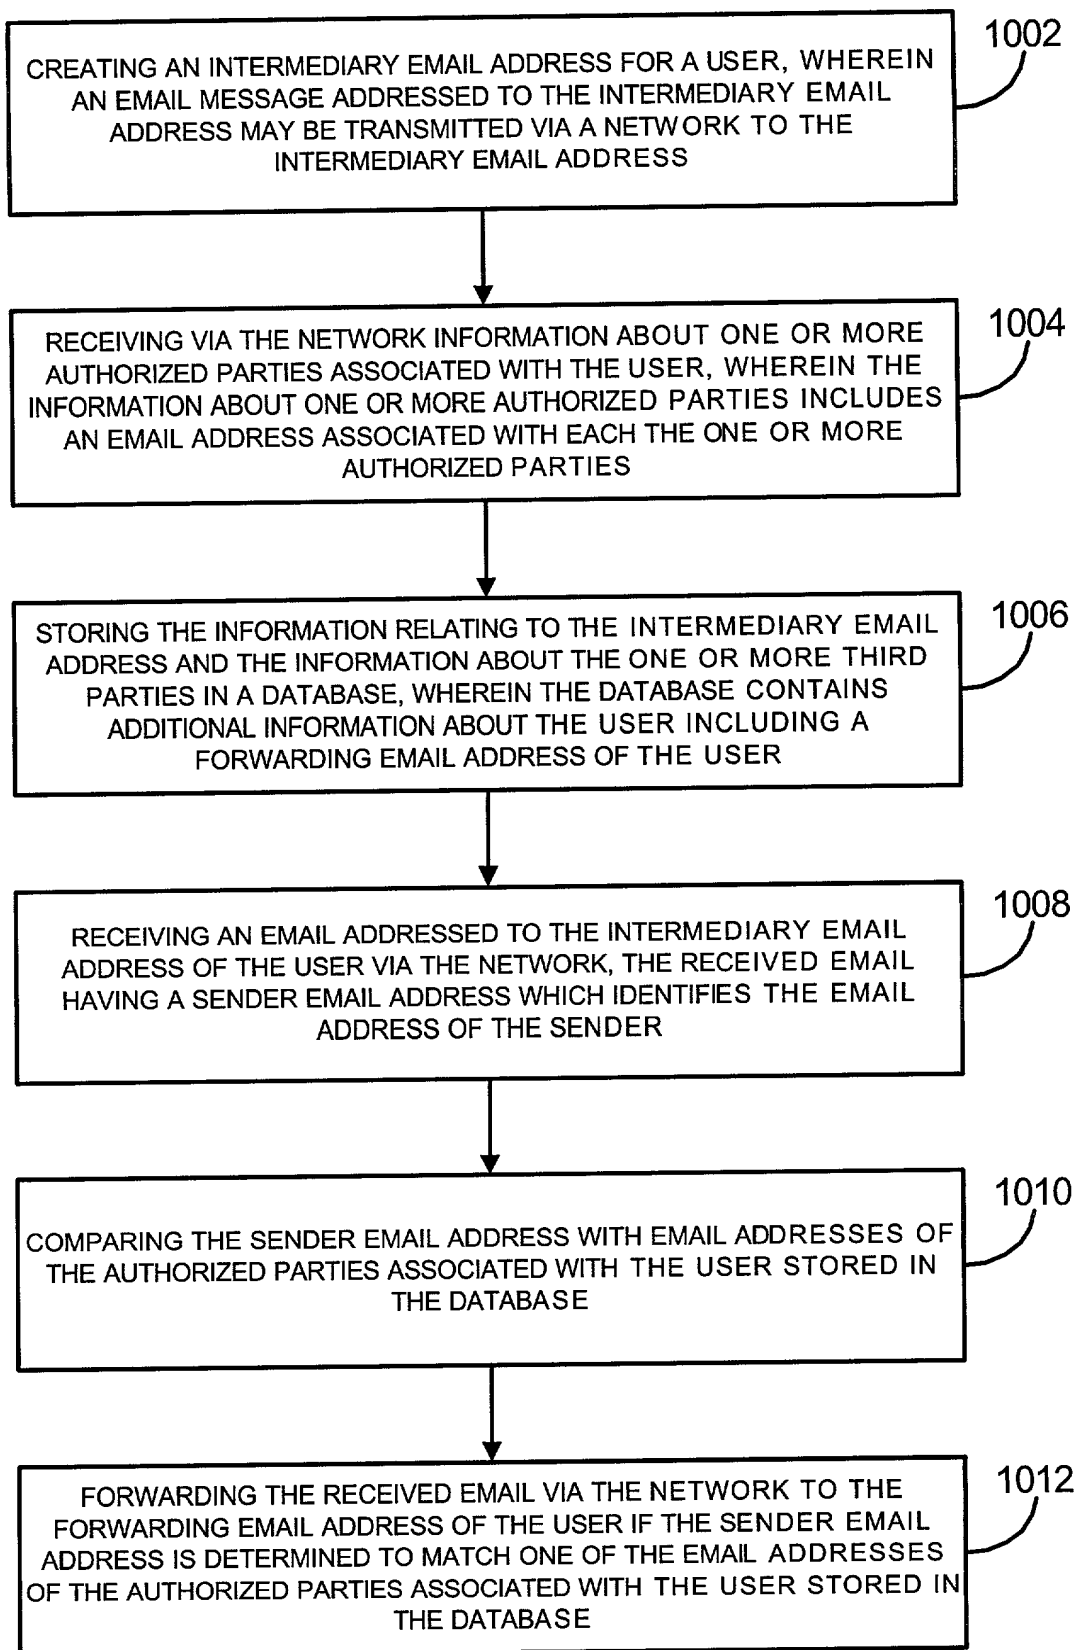 1002
CREATING AN INTERMEDIARY EMAIL ADDRESS FOR A USER, WHEREIN
AN EMAIL MESSAGE ADDRESSED TO THE INTERMEDIARY EMAIL
ADDRESS MAY BE TRANSMITTED VIA A NETWORK TO THE
INTERMEDIARY EMAIL ADDRESS
1004
RECEIVING VIA THE NETWORK INFORMATION ABOUT ONE OR MORE
AUTHORIZED PARTIES ASSOCIATED WITH THE USER, WHEREIN THE
INFORMATION ABOUT ONE OR MORE AUTHORIZED PARTIES INCLUDES
AN EMAIL ADDRESS ASSOCIATED WITH EACH THE ONE OR MORE
AUTHORIZED PARTIES
1006
STORING THE INFORMATION RELATING TO THE INTERMEDIARY EMAIL
ADDRESS AND THE INFORMATION ABOUT THE ONE OR MORE THIRD
PARTIES IN A DATABASE, WHEREIN THE DATABASE CONTAINS
ADDITIONAL INFORMATION ABOUT THE USER INCLUDING A
FORWARDING EMAIL ADDRESS OF THE USER
1008
RECEIVING AN EMAIL ADDRESSED TO THE INTERMEDIARY EMAIL
ADDRESS OF THE USER VIA THE NETWORK, THE RECEIVED EMAIL
HAVING A SENDER EMAIL ADDRESS WHICH IDENTIFIES THE EMAIL
ADDRESS OF THE SENDER
1010
COMPARING THE SENDER EMAIL ADDRESS WITH EMAIL ADDRESSES OF
THE AUTHORIZED PARTIES ASSOCIATED WITH THE USER STORED IN
THE DATABASE
1012
FORWARDING THE RECEIVED EMAIL VIA THE NETWORK TO THE
FORWARDING EMAIL ADDRESS OF THE USER IF THE SENDER EMAIL
ADDRESS IS DETERMINED TO MATCH ONE OF THE EMAIL ADDRESSES
OF THE AUTHORIZED PARTIES ASSOCIATED WITH THE USER STORED IN
THE DATABASE